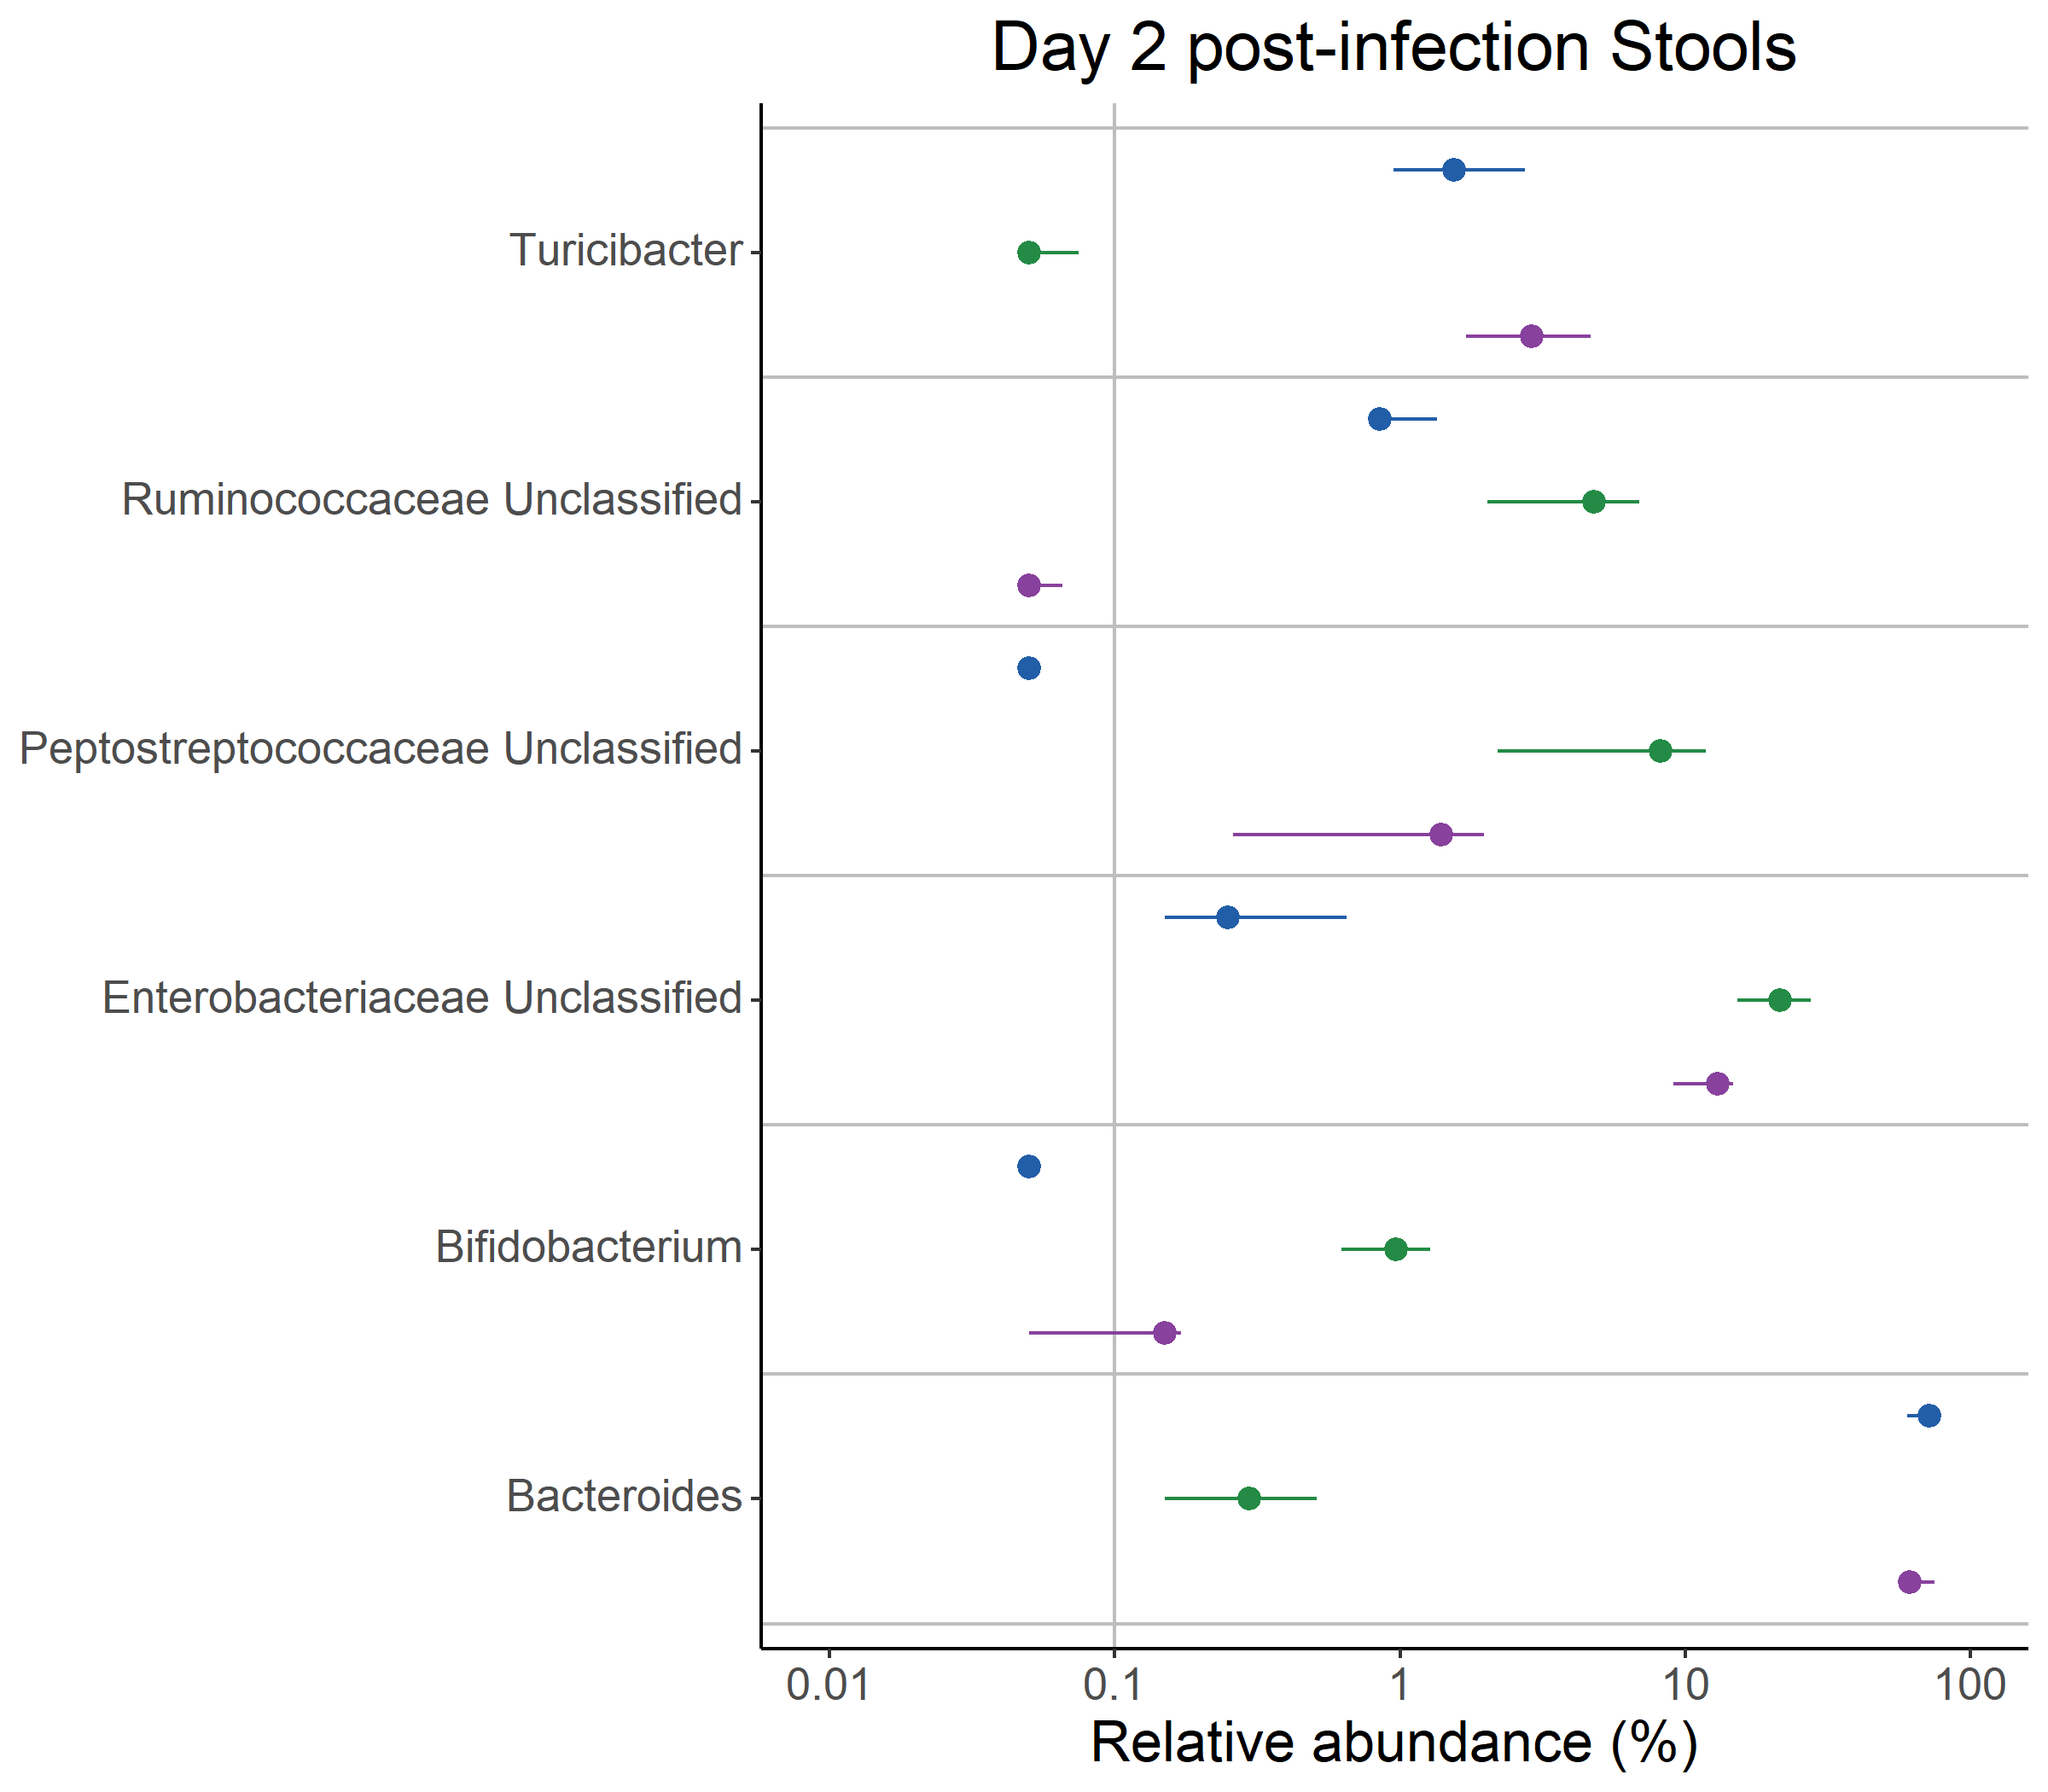 Day 2 post-infection Stools
Turicibacter
Ruminococcaceae Unclassified
Peptostreptococcaceae Unclassified
Enterobacteriaceae Unclassified
Bifidobacterium
Bacteroides
0.01 0.1 1 10 100
Relative abundance (%)